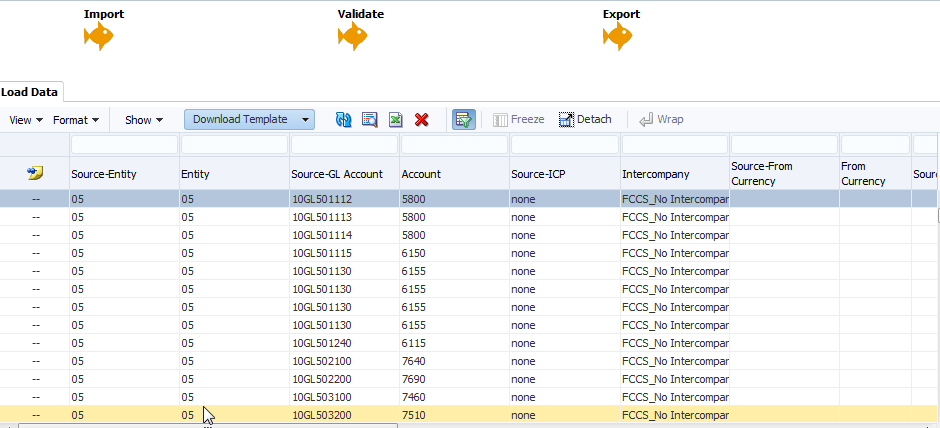 Import Validate Export
Load Data
View Format Show Download Template Freeze Detach Wrap
Source-Entity Entity Source-GL Account Account Source-ICP Intercompany Source-From Currency From Currency Sour
-- 05 05 10GL501112 5800 none FCCS_No Intercompar
-- 05 05 10GL501113 5800 none FCCS_No Intercompar
-- 05 05 10GL501114 5800 none FCCS_No Intercompar
-- 05 05 10GL501115 6150 none FCCS_No Intercompar
-- 05 05 10GL501130 6155 none FCCS_No Intercompar
-- 05 05 10GL501130 6155 none FCCS_No Intercompar
-- 05 05 10GL501130 6155 none FCCS_No Intercompar
-- 05 05 10GL501130 6155 none FCCS_No Intercompar
-- 05 05 10GL501240 6115 none FCCS_No Intercompar
-- 05 05 10GL502100 7640 none FCCS_No Intercompar
-- 05 05 10GL502200 7690 none FCCS_No Intercompar
-- 05 05 10GL503100 7460 none FCCS_No Intercompar
-- 05 05 10GL503200 7510 none FCCS_No Intercompar